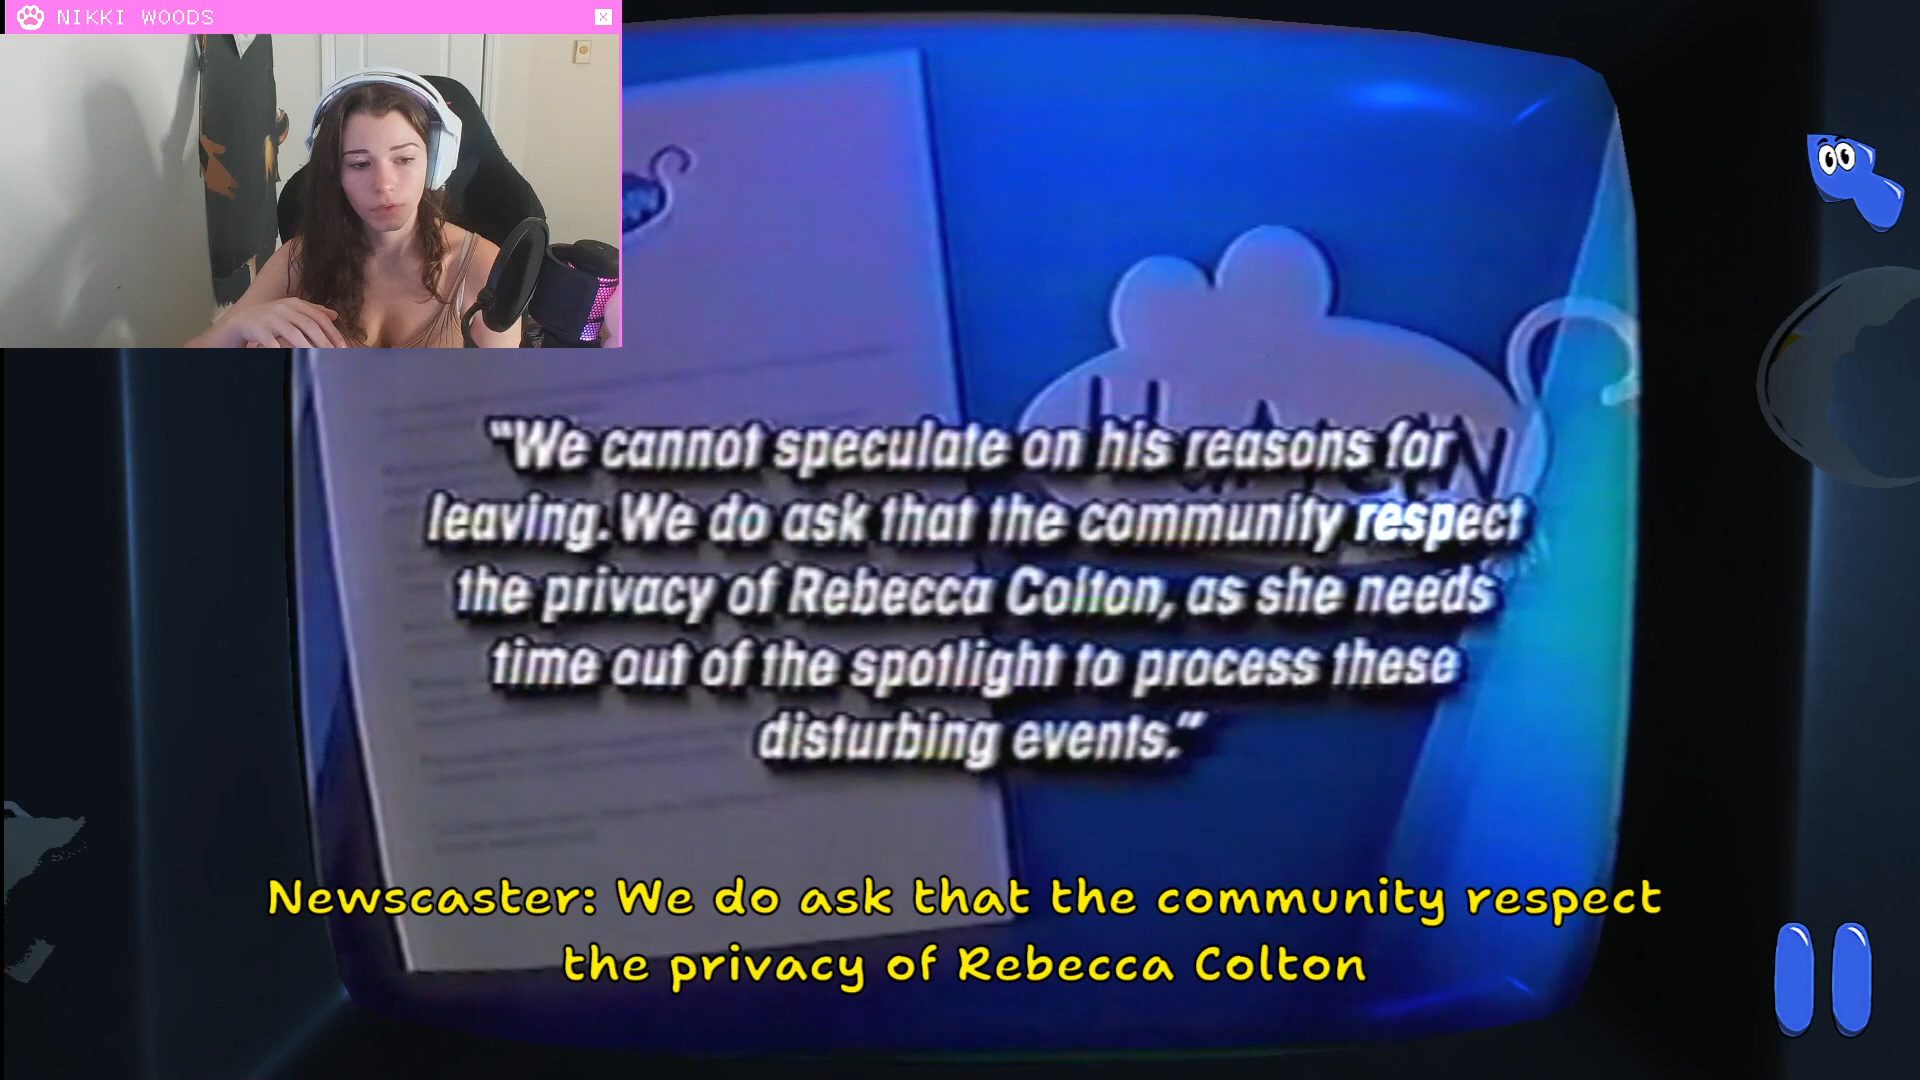 NIKKI WOODS
"We cannot speculate on his reasons for
leaving. We do ask that the community respect
the privacy of Rebecca Colton, as she needs
time out of the spotlight to process these
disturbing events."
Newscaster: We do ask that the community respect
the privacy of Rebecca Colton